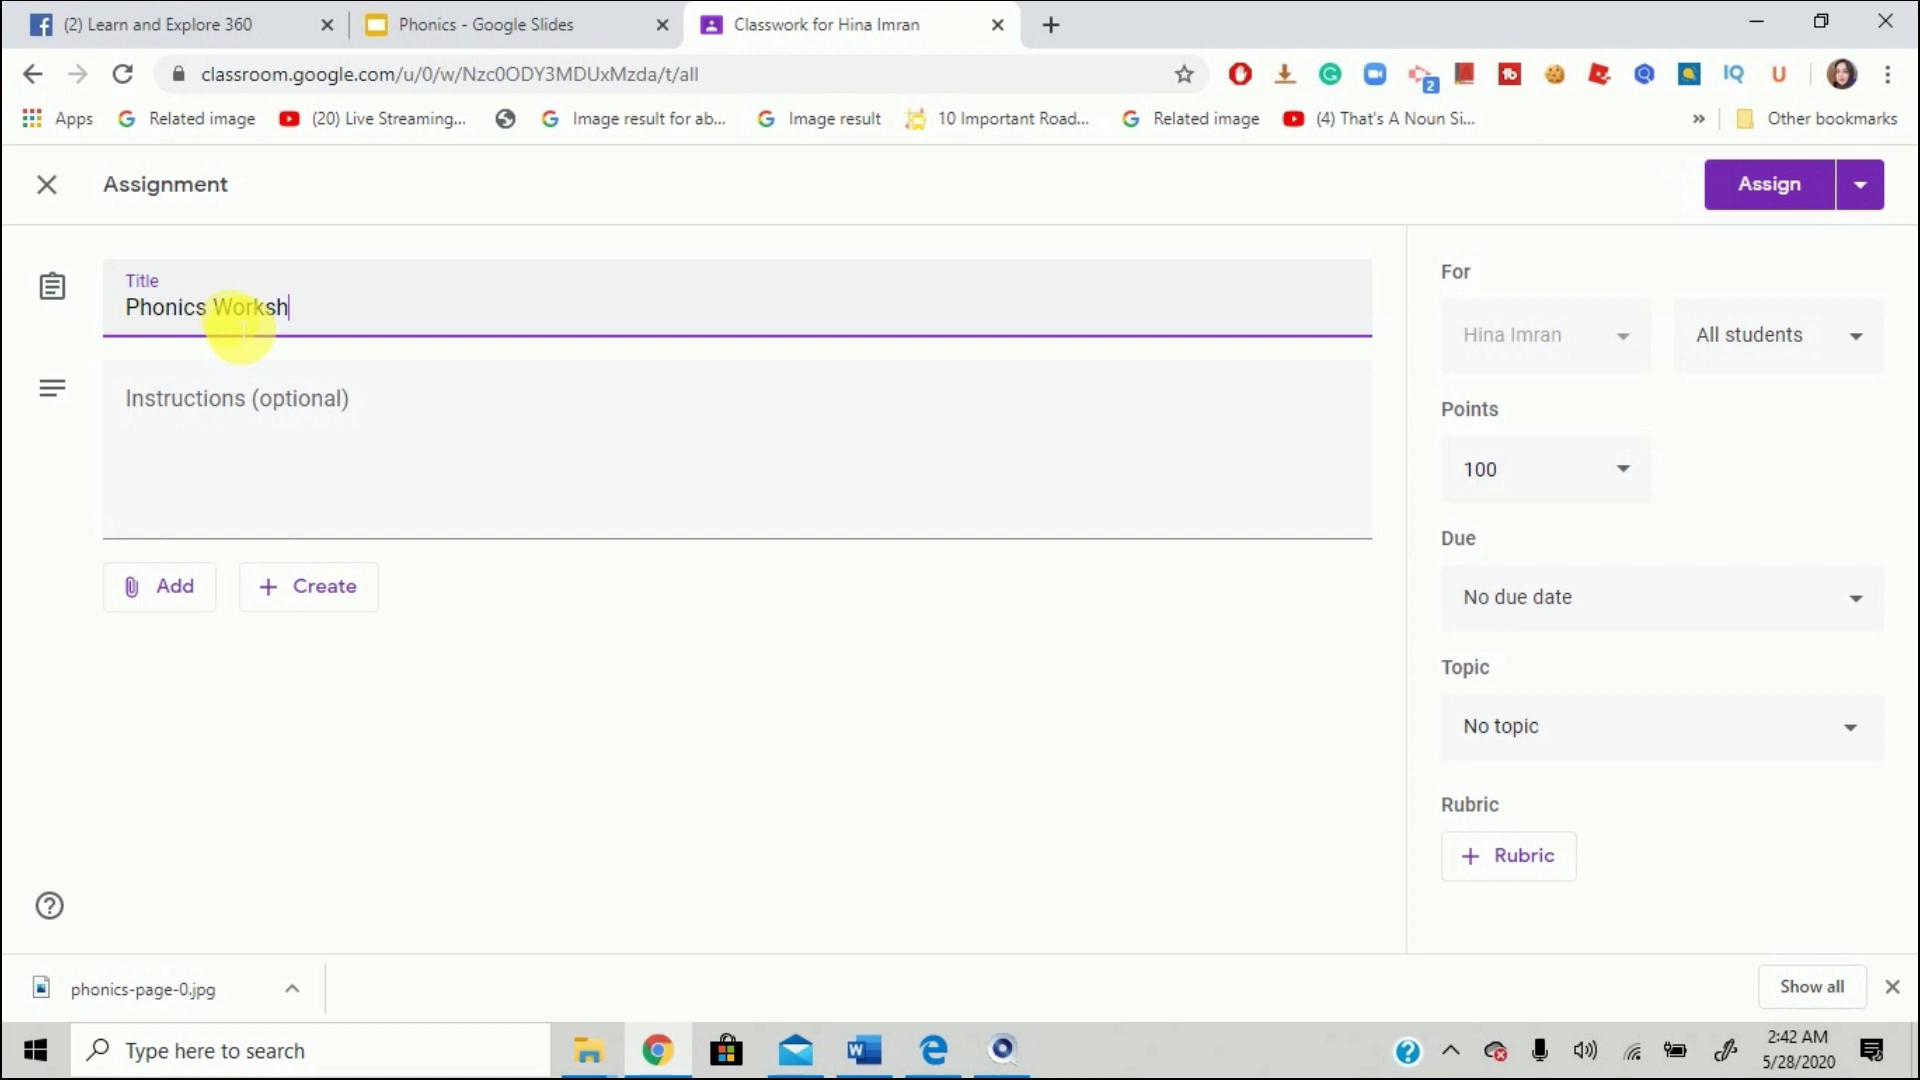 (2) Learn and Explore 360
Phonics - Google Slides
Classwork for Hina Imran
classroom.google.com/u/0/w/Nzc0ODY3MDUxMzda/t/all
2
IQ
U
Apps
Related image
(20) Live Streaming...
Image result for ab...
Image result
10 Important Road...
Related image
(4) That's A Noun Si...
»
Other bookmarks
Assignment
Assign
Title
Phonics Worksh
Instructions (optional)
Add
Create
For
Hina Imran
All students
Points
100
Due
No due date
Topic
No topic
Rubric
Rubric
phonics-page-0.jpg
Show all
Type here to search
2:42 AM
5/28/2020